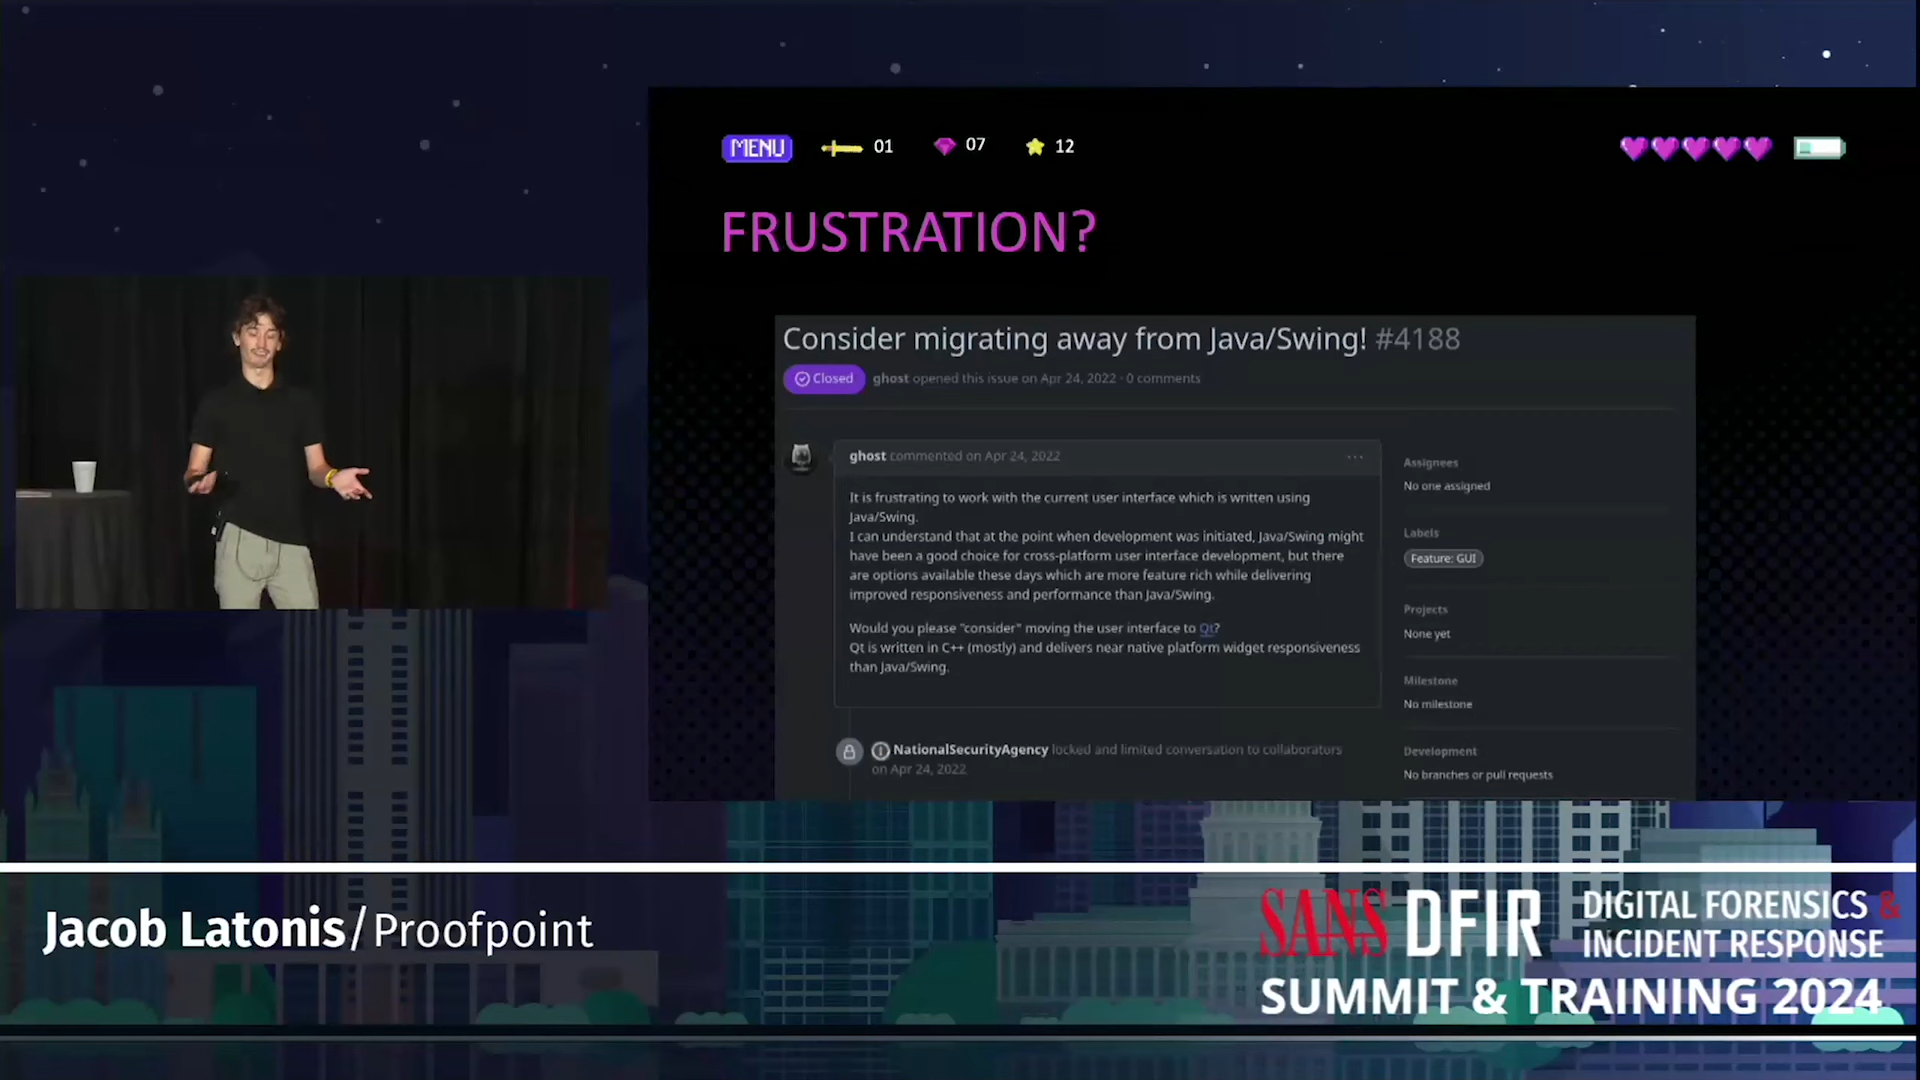 MENU 01 07 12
FRUSTRATION?
Consider migrating away from Java/Swing! #4188
Closed ghost opened this issue on Apr 24, 2022 · 0 comments
ghost commented on Apr 24, 2022 ...
It is frustrating to work with the current user interface which is written using
Java/Swing.
I can understand that at the point when development was initiated, Java/Swing might
have been a good choice for cross-platform user interface development, but there
are options available these days which are more feature rich while delivering
improved responsiveness and performance than Java/Swing.
Would you please "consider" moving the user interface to Qt?
Qt is written in C++ (mostly) and delivers near native platform widget responsiveness
than Java/Swing.
NationalSecurityAgency locked and limited conversation to collaborators
on Apr 24, 2022
Assignees
No one assigned
Labels
Feature: GUI
Projects
None yet
Milestone
No milestone
Development
No branches or pull requests
Jacob Latonis/Proofpoint
SANS DFIR DIGITAL FORENSICS &
INCIDENT RESPONSE
SUMMIT & TRAINING 2024